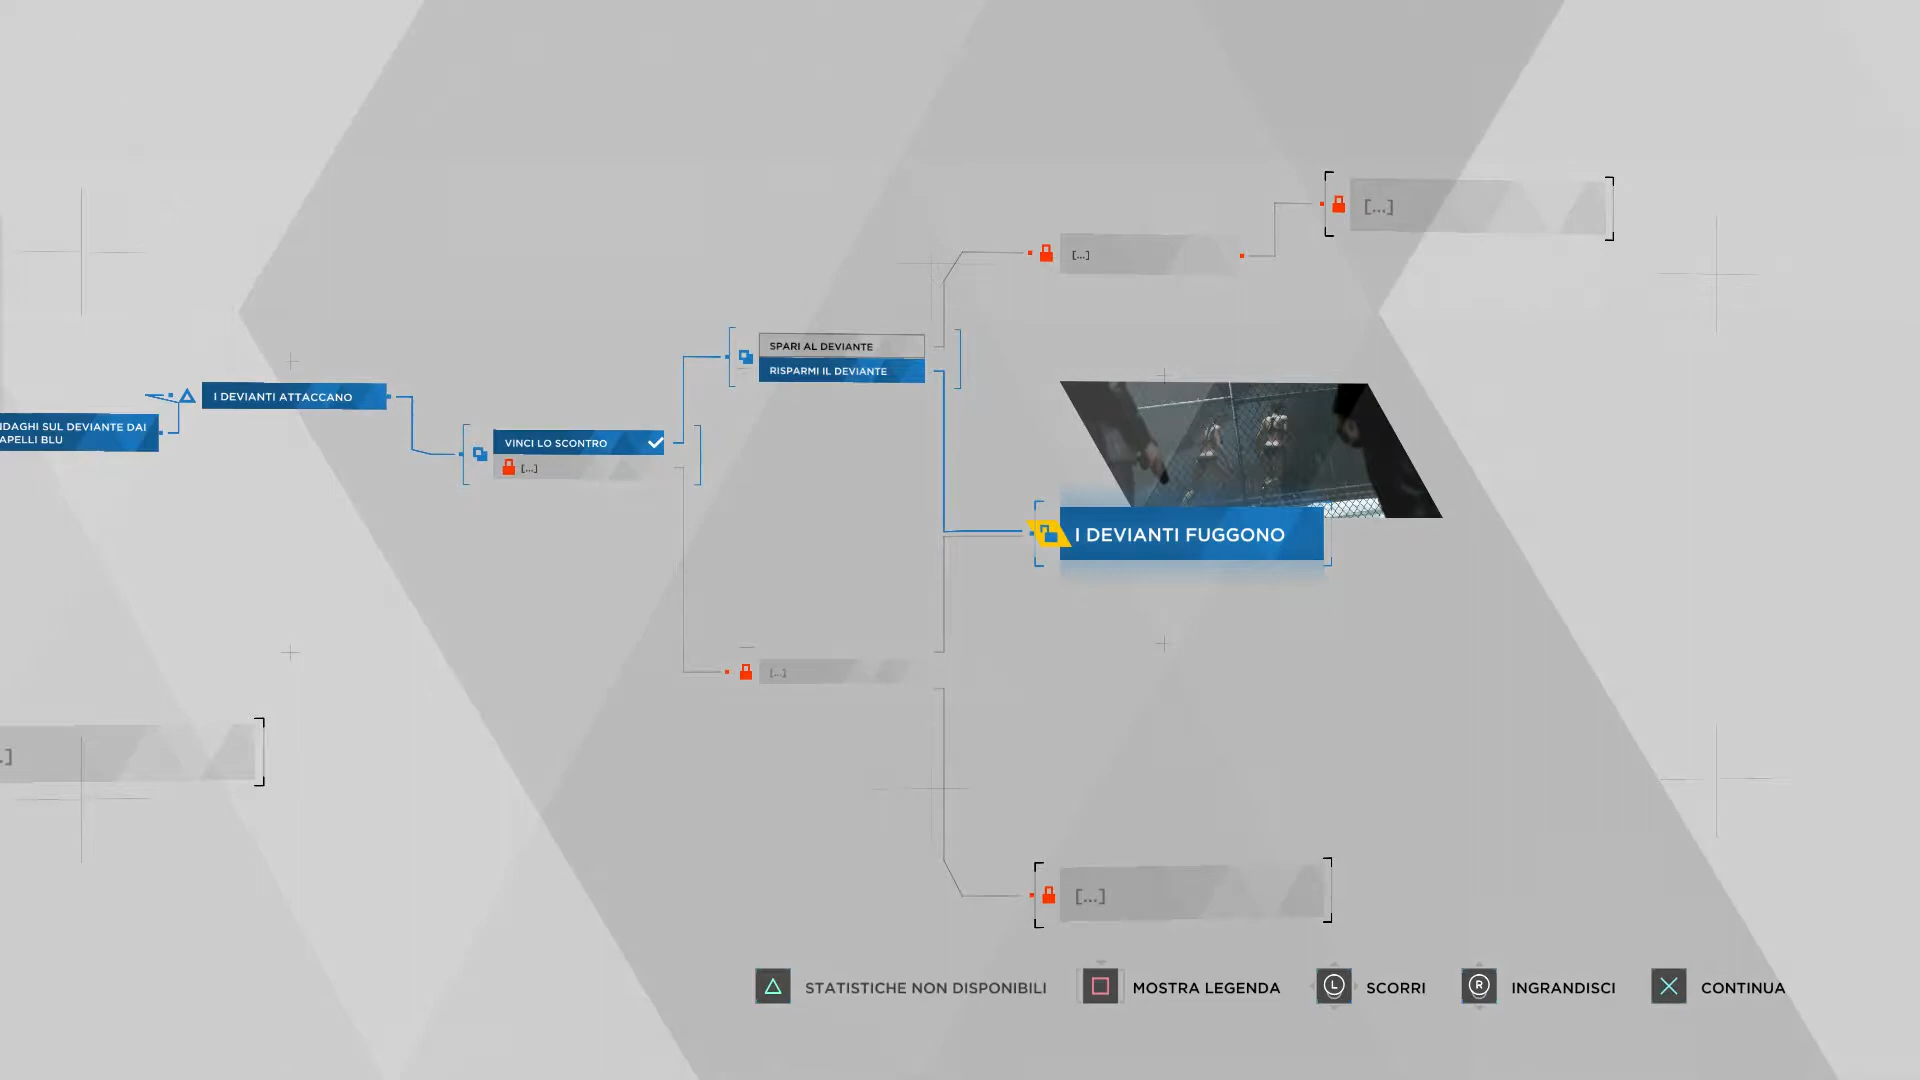 [...]
[...]
SPARI AL DEVIANTE
RISPARMI IL DEVIANTE
I DEVIANTI ATTACCANO
NDAGHI SUL DEVIANTE DAI
APELLI BLU
VINCI LO SCONTRO
[...]
I DEVIANTI FUGGONO
[...]
.]
[...]
STATISTICHE NON DISPONIBILI
MOSTRA LEGENDA
L
SCORRI
R
INGRANDISCI
CONTINUA